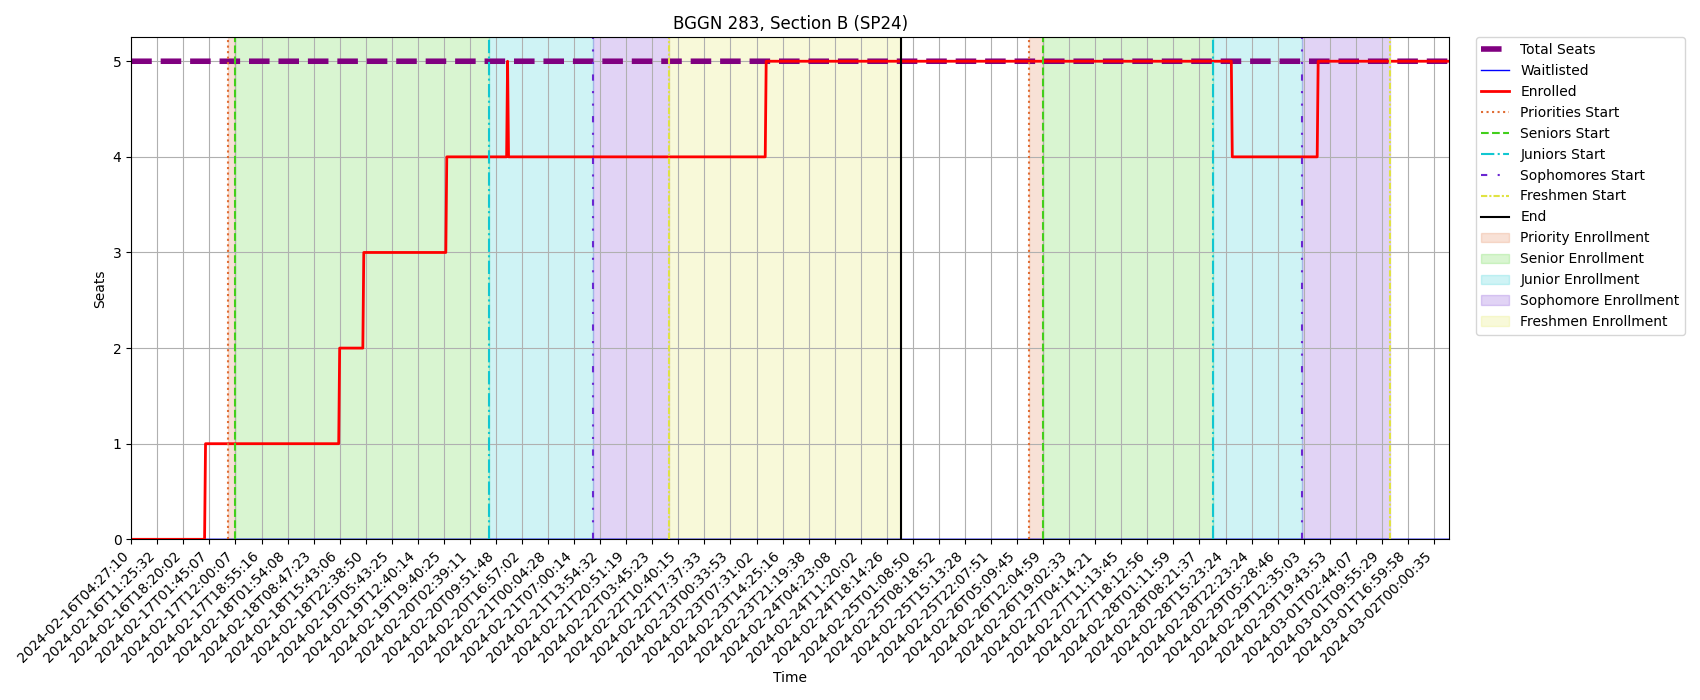 BGGN 283, Section B (SP24)
Seats
5
4
3
2
1
0
2024-02-16T04:27:10
2024-02-16T11:25:32
2024-02-16T18:20:02
2024-02-17T01:45:07
2024-02-17T12:00:07
2024-02-17T18:55:16
2024-02-18T01:54:08
2024-02-18T08:47:23
2024-02-18T15:43:06
2024-02-18T22:38:50
2024-02-19T05:43:25
2024-02-19T12:40:14
2024-02-19T19:40:25
2024-02-20T02:39:11
2024-02-20T09:51:48
2024-02-20T16:57:02
2024-02-21T00:04:28
2024-02-21T07:00:14
2024-02-21T13:54:32
2024-02-21T20:51:19
2024-02-22T03:45:23
2024-02-22T10:40:15
2024-02-22T17:37:33
2024-02-23T00:33:53
2024-02-23T07:31:02
2024-02-23T14:25:16
2024-02-23T21:19:38
2024-02-24T04:23:08
2024-02-24T11:20:02
2024-02-24T18:14:26
2024-02-25T01:08:50
2024-02-25T08:18:52
2024-02-25T15:13:28
2024-02-25T22:07:51
2024-02-26T05:09:45
2024-02-26T12:04:59
2024-02-26T19:02:33
2024-02-27T04:14:21
2024-02-27T11:13:45
2024-02-27T18:12:56
2024-02-28T01:11:59
2024-02-28T08:21:37
2024-02-28T15:23:24
2024-02-28T22:23:24
2024-02-29T05:28:46
2024-02-29T12:35:03
2024-02-29T19:43:53
2024-03-01T02:44:07
2024-03-01T09:55:29
2024-03-01T16:59:58
2024-03-02T00:00:35
Time
Total Seats
Waitlisted
Enrolled
Priorities Start
Seniors Start
Juniors Start
Sophomores Start
Freshmen Start
End
Priority Enrollment
Senior Enrollment
Junior Enrollment
Sophomore Enrollment
Freshmen Enrollment